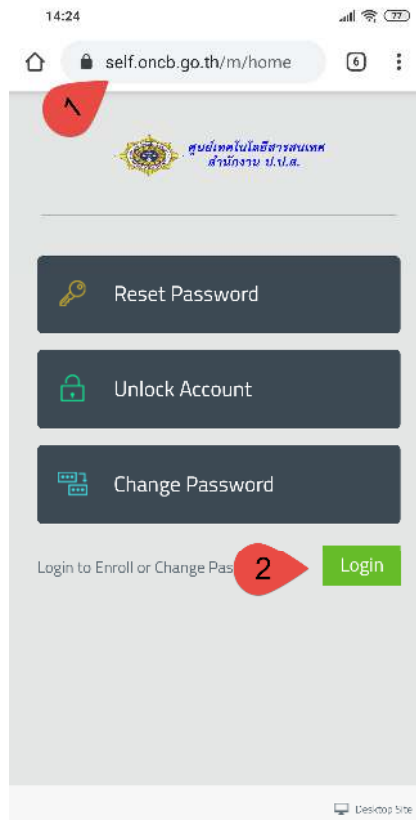 14:24
77
self.oncb.go.th/m/home
6
1
ศูนย์เทคโนโลยีสารสนเทศ
สำนักงาน ป.ป.ส.
Reset Password
Unlock Account
Change Password
Login to Enroll or Change Pas
2
Login
Desktop Site